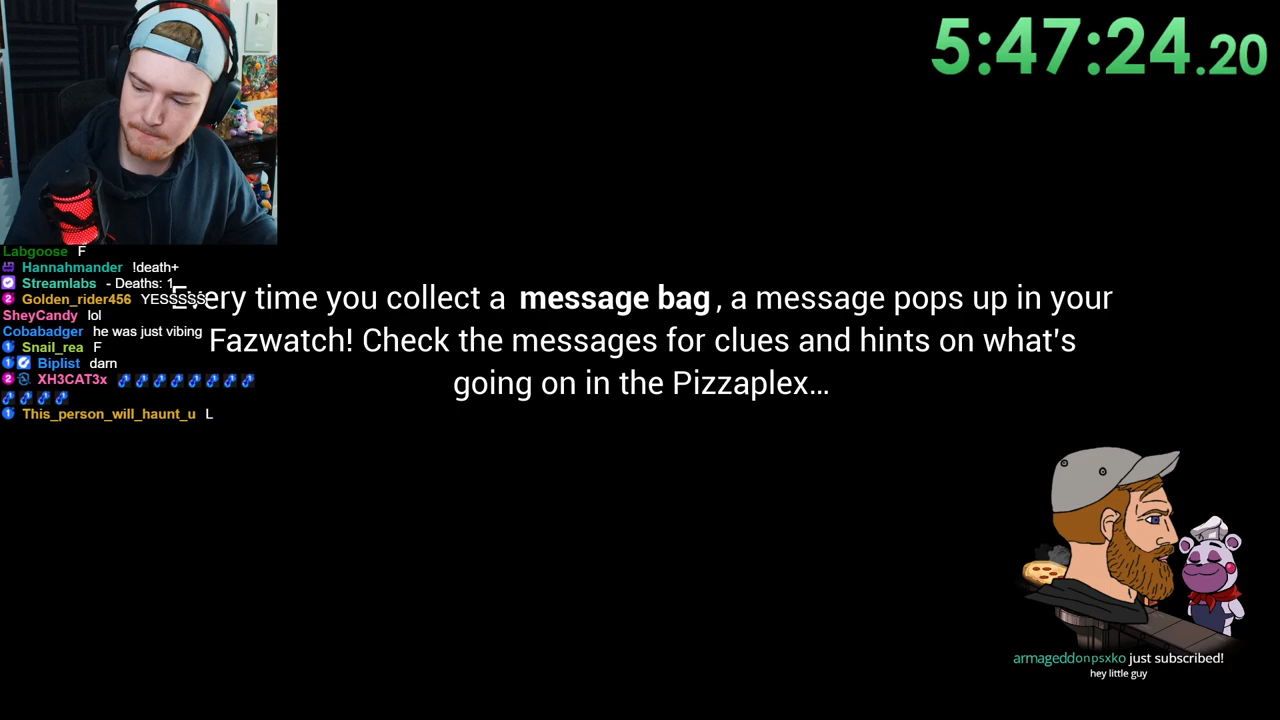 5:47:24.20
Labgoose F
Hannahmander !death+
Streamlabs - Deaths: 1
Golden_rider456 YESSSSS
SheyCandy lol
Cobabadger he was just vibing
Snail_rea F
Biplist darn
XH3CAT3x
This_person_will_haunt_u L
Every time you collect a message bag, a message pops up in your
Fazwatch! Check the messages for clues and hints on what's
going on in the Pizzaplex...
armageddonpsxko just subscribed!
hey little guy